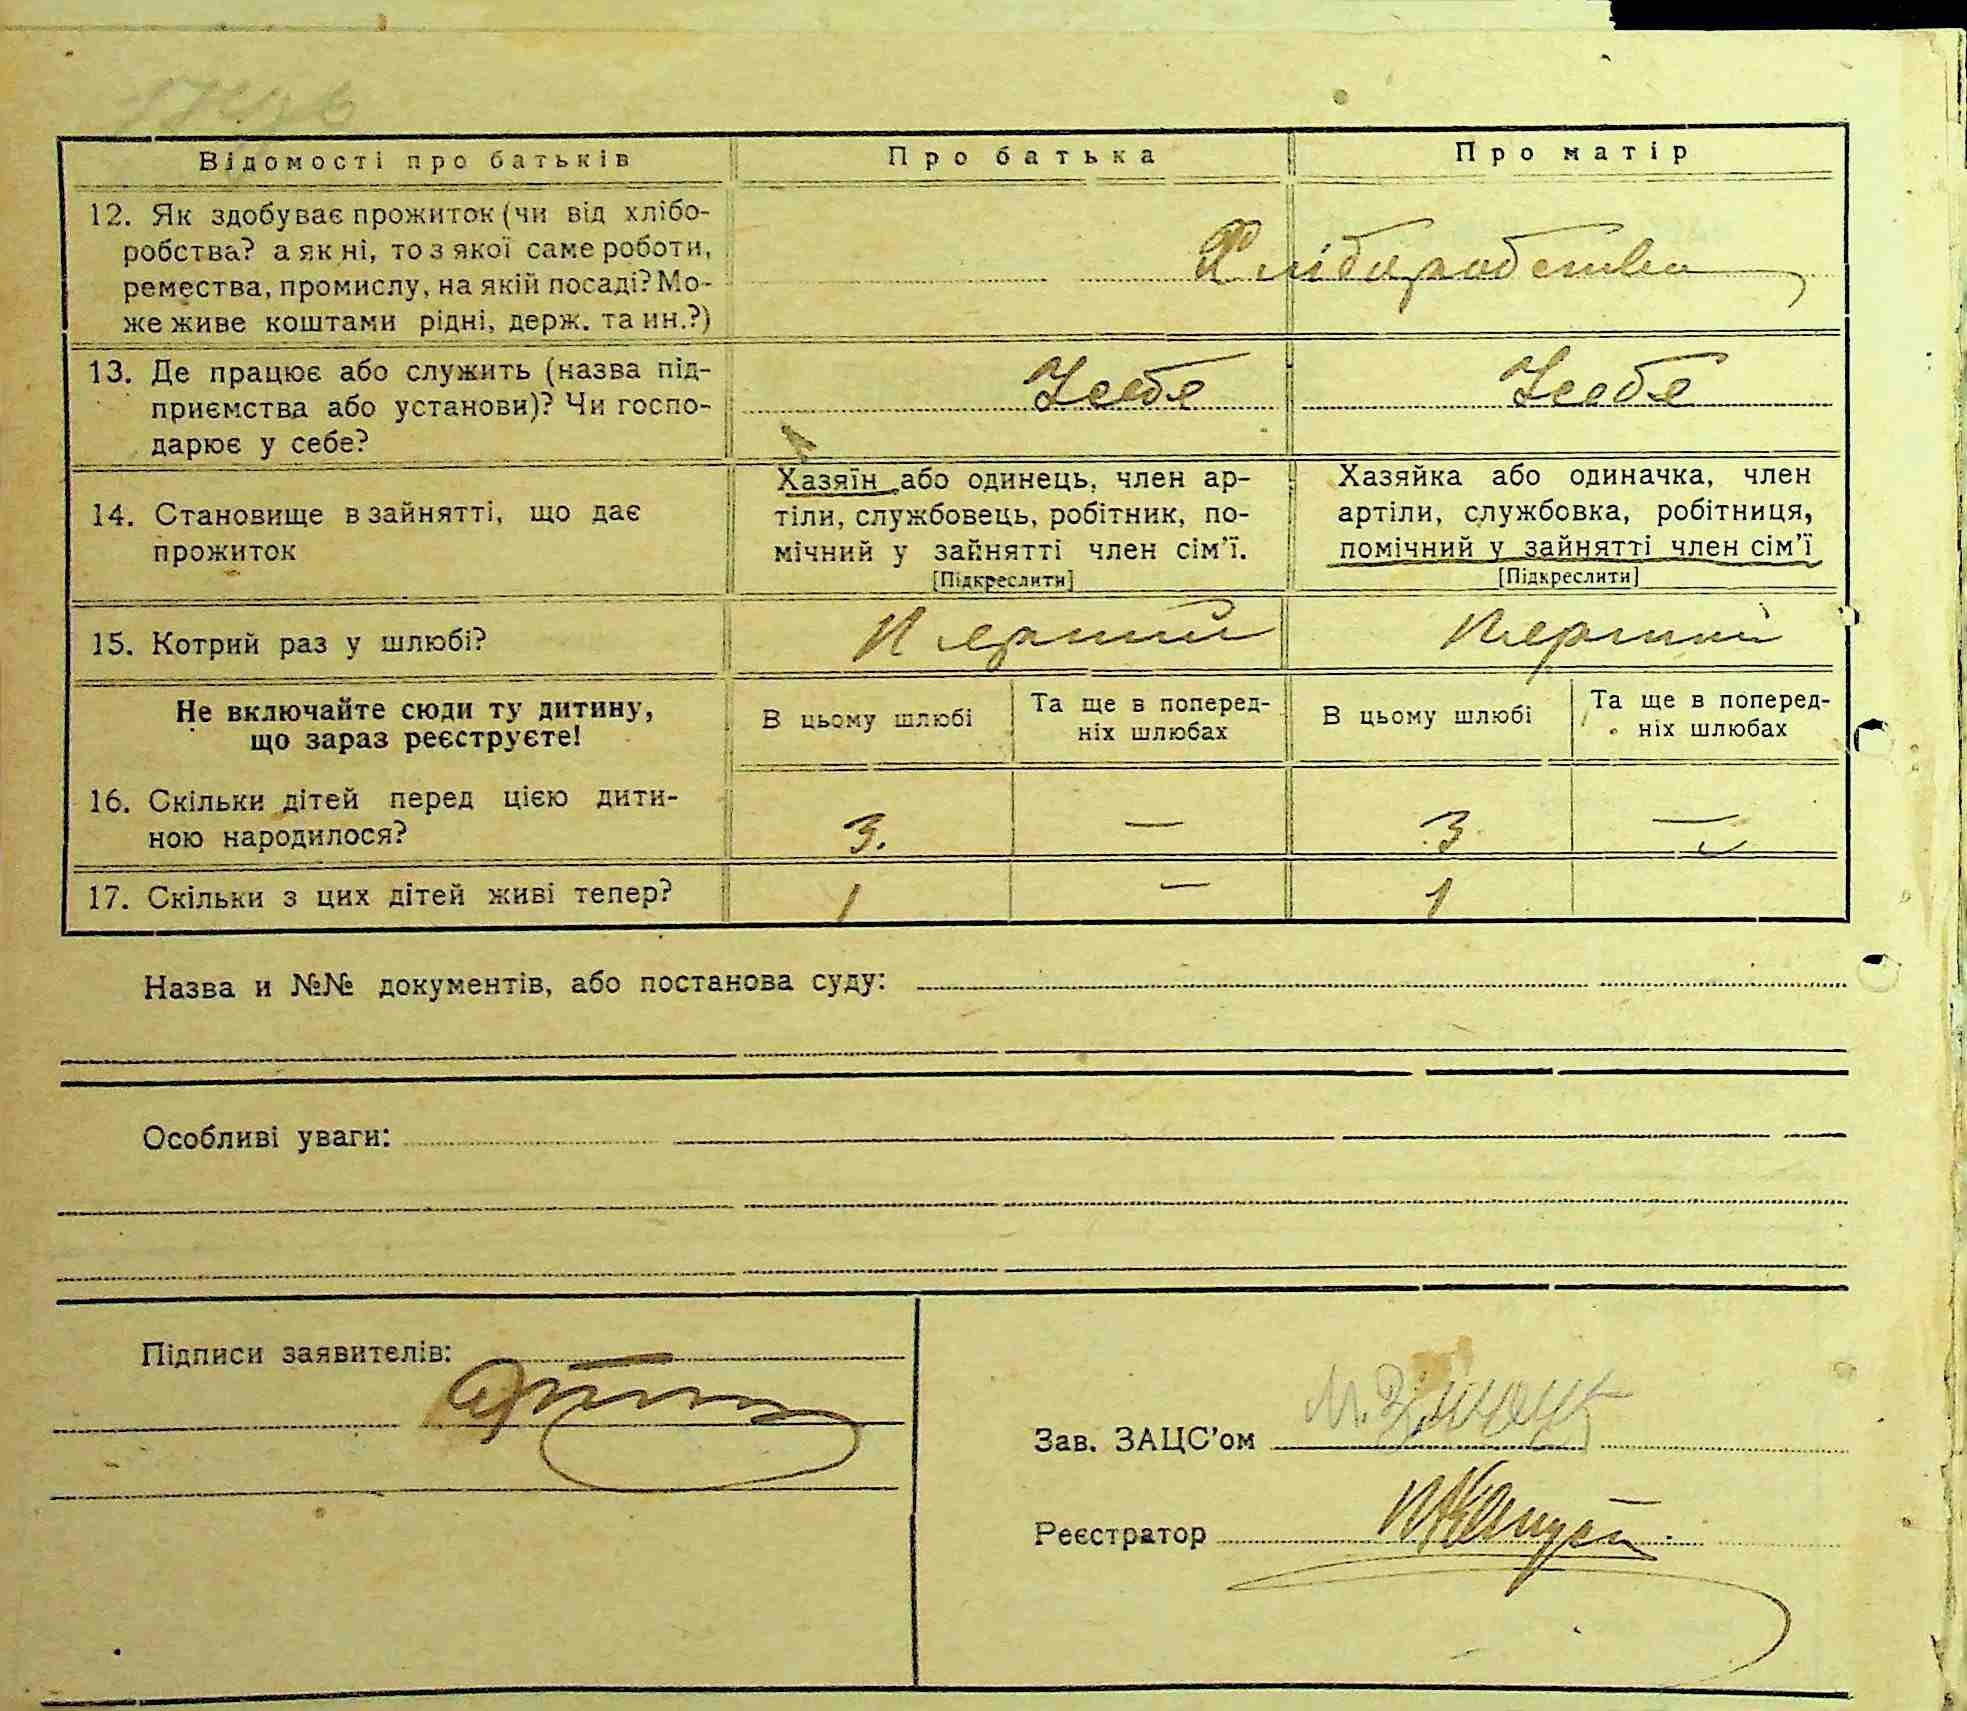 Відомості про батьків
Про батька
Про матір
12. Як здобуває прожиток (чи від хлібо-
робства? а як ні, то з якої саме роботи,
ремества, промислу, на якій посаді? Мо-
же живе коштами рідні, держ. та ин.?)
Хліборобство
13. Де працює або служить (назва під-
приємства або установи)? Чи госпо-
дарює у себе?
У себе
У себе
14. Становище в зайнятті, що дає
прожиток
Хазяїн або одинець, член ар-
тіли, службовець, робітник, по-
мічний у зайнятті член сім'ї.
[Підкреслити]
Хазяйка або одиначка, член
артіли, службовка, робітниця,
помічний у зайнятті член сім'ї
[Підкреслити]
15. Котрий раз у шлюбі?
Перший
Перший
Не включайте сюди ту дитину,
що зараз реєструєте!
В цьому шлюбі
Та ще в поперед-
ніх шлюбах
В цьому шлюбі
Та ще в поперед-
ніх шлюбах
16. Скільки дітей перед цією дити-
ною народилося?
3.
—
3
—
17. Скільки з цих дітей живі тепер?
1
—
1
Назва и №№ документів, або постанова суду:
Особливі уваги:
Підписи заявителів:
Зав. ЗАЦС'ом
Реєстратор